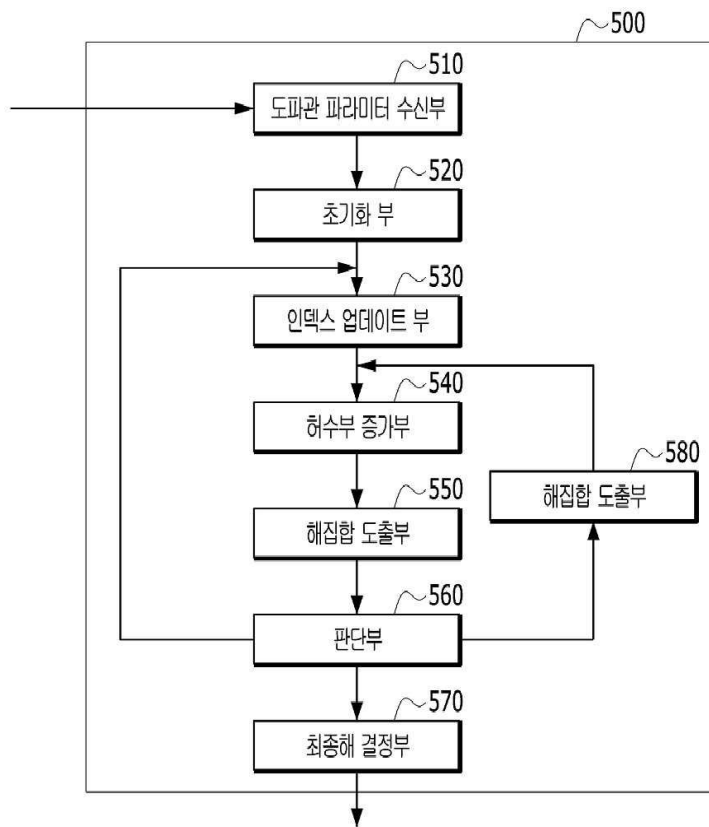 500
510
도파관 파라미터 수신부
520
초기화 부
530
인덱스 업데이트 부
540
허수부 증가부
580
해집합 도출부
550
해집합 도출부
560
판단부
570
최종해 결정부